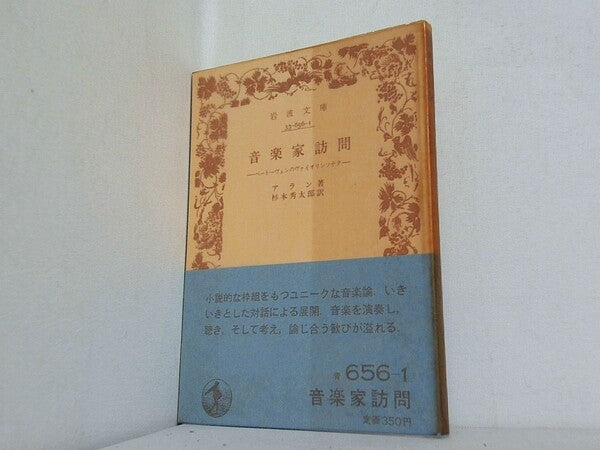 岩波文庫
33-656-1
音楽家訪問
―ベートーヴェンのヴァイオリンソナタ―
アラン著
杉本秀太郎訳
小説的な枠組をもつユニークな音楽論. いき
いきとした対話による展開. 音楽を演奏し,
聴き, そして考え, 論じ合う歓びが溢れる.
青 656-1
音楽家訪問
定価350円